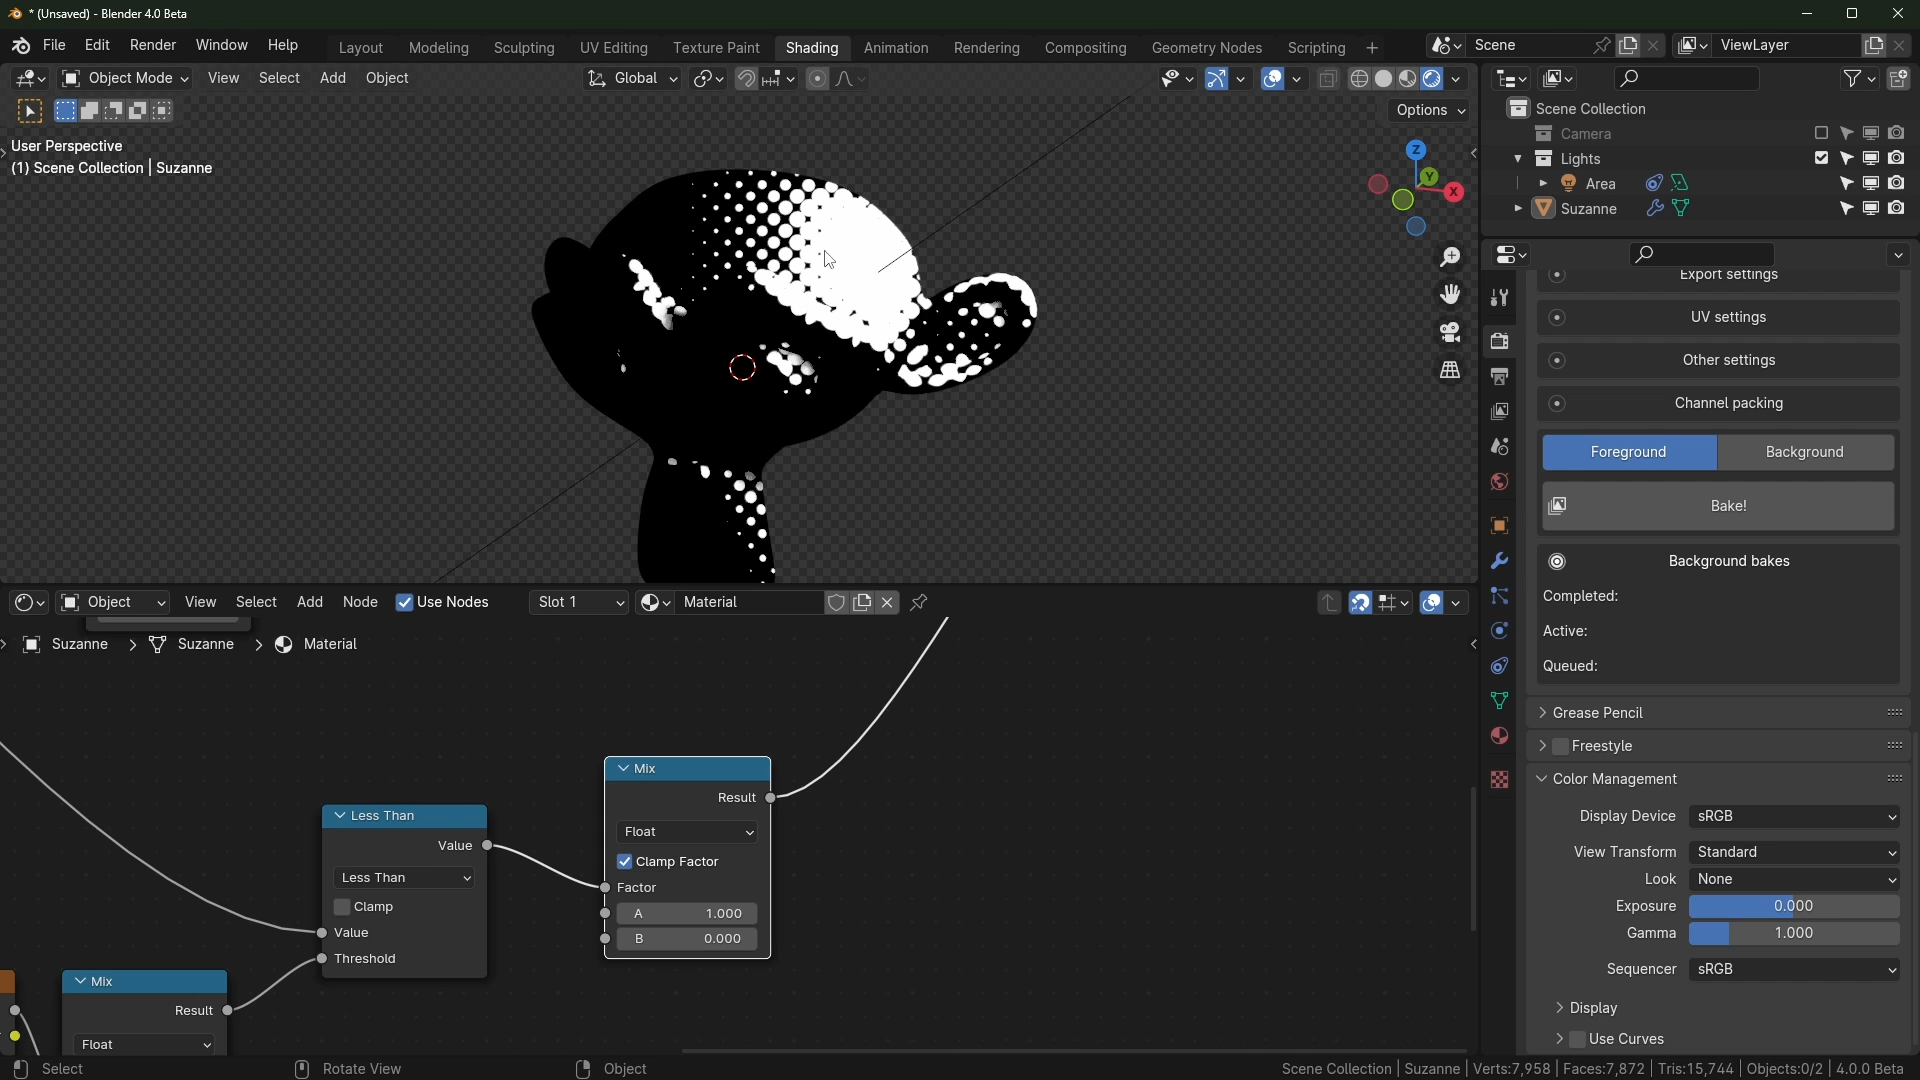 * (Unsaved) - Blender 4.0 Beta
File Edit Render Window Help Layout Modeling Sculpting UV Editing Texture Paint Shading Animation Rendering Compositing Geometry Nodes Scripting + Scene ViewLayer
Object Mode View Select Add Object Global
Options
User Perspective
(1) Scene Collection | Suzanne
Z
Y
X
Scene Collection
Camera
Lights
Area
Suzanne
Export settings
UV settings
Other settings
Channel packing
Foreground Background
Bake!
Background bakes
Completed:
Active:
Queued:
Grease Pencil
Freestyle
Color Management
Display Device sRGB
View Transform Standard
Look None
Exposure 0.000
Gamma 1.000
Sequencer sRGB
Display
Use Curves
Object View Select Add Node Use Nodes Slot 1 Material
Suzanne > Suzanne > Material
Less Than
Value
Less Than
Clamp
Value
Threshold
Mix
Result
Float
Clamp Factor
Factor
A 1.000
B 0.000
Mix
Result
Float
Select Rotate View Object Scene Collection | Suzanne | Verts:7,958 | Faces:7,872 | Tris:15,744 | Objects:0/2 | 4.0.0 Beta